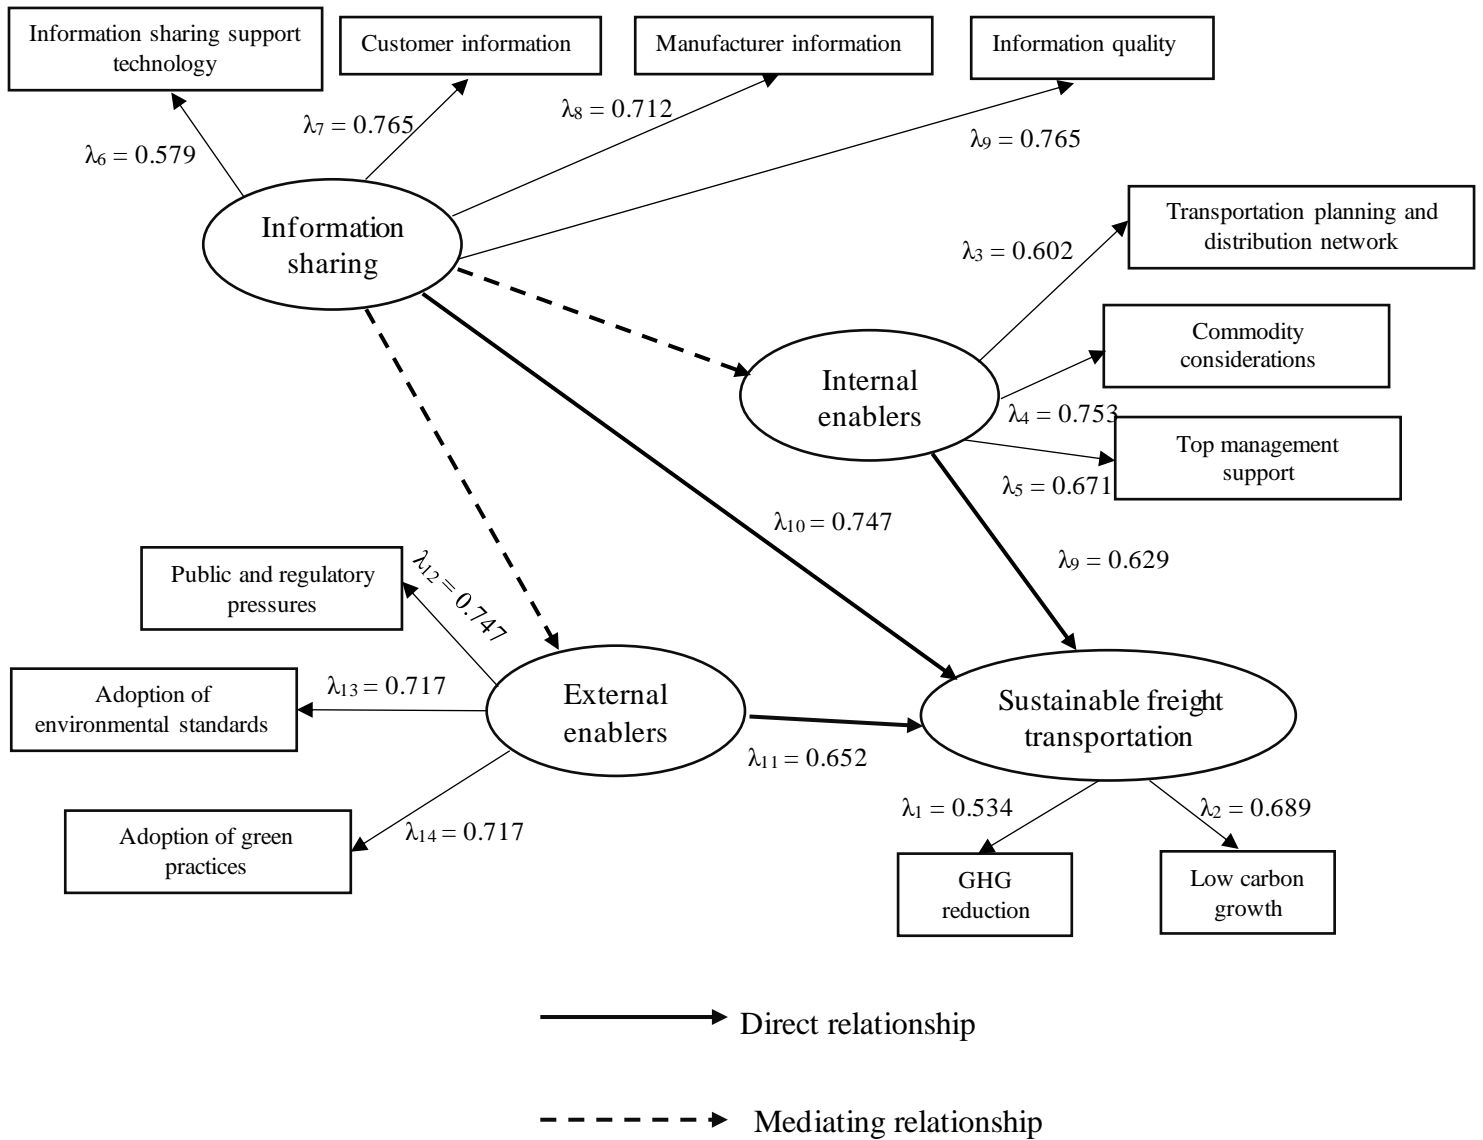 Information sharing support
technology
Customer information
Manufacturer information
Information quality
λ6 = 0.579
λ7 = 0.765
λ8 = 0.712
λ9 = 0.765
Information
sharing
Transportation planning and
distribution network
λ3 = 0.602
Commodity
considerations
Internal
enablers
λ4 = 0.753
Top management
support
λ5 = 0.671
λ10 = 0.747
λ9 = 0.629
Public and regulatory
pressures
λ12 = 0.747
Adoption of
environmental standards
λ13 = 0.717
External
enablers
Sustainable freight
transportation
λ11 = 0.652
Adoption of green
practices
λ14 = 0.717
λ1 = 0.534
λ2 = 0.689
GHG
reduction
Low carbon
growth
Direct relationship
Mediating relationship